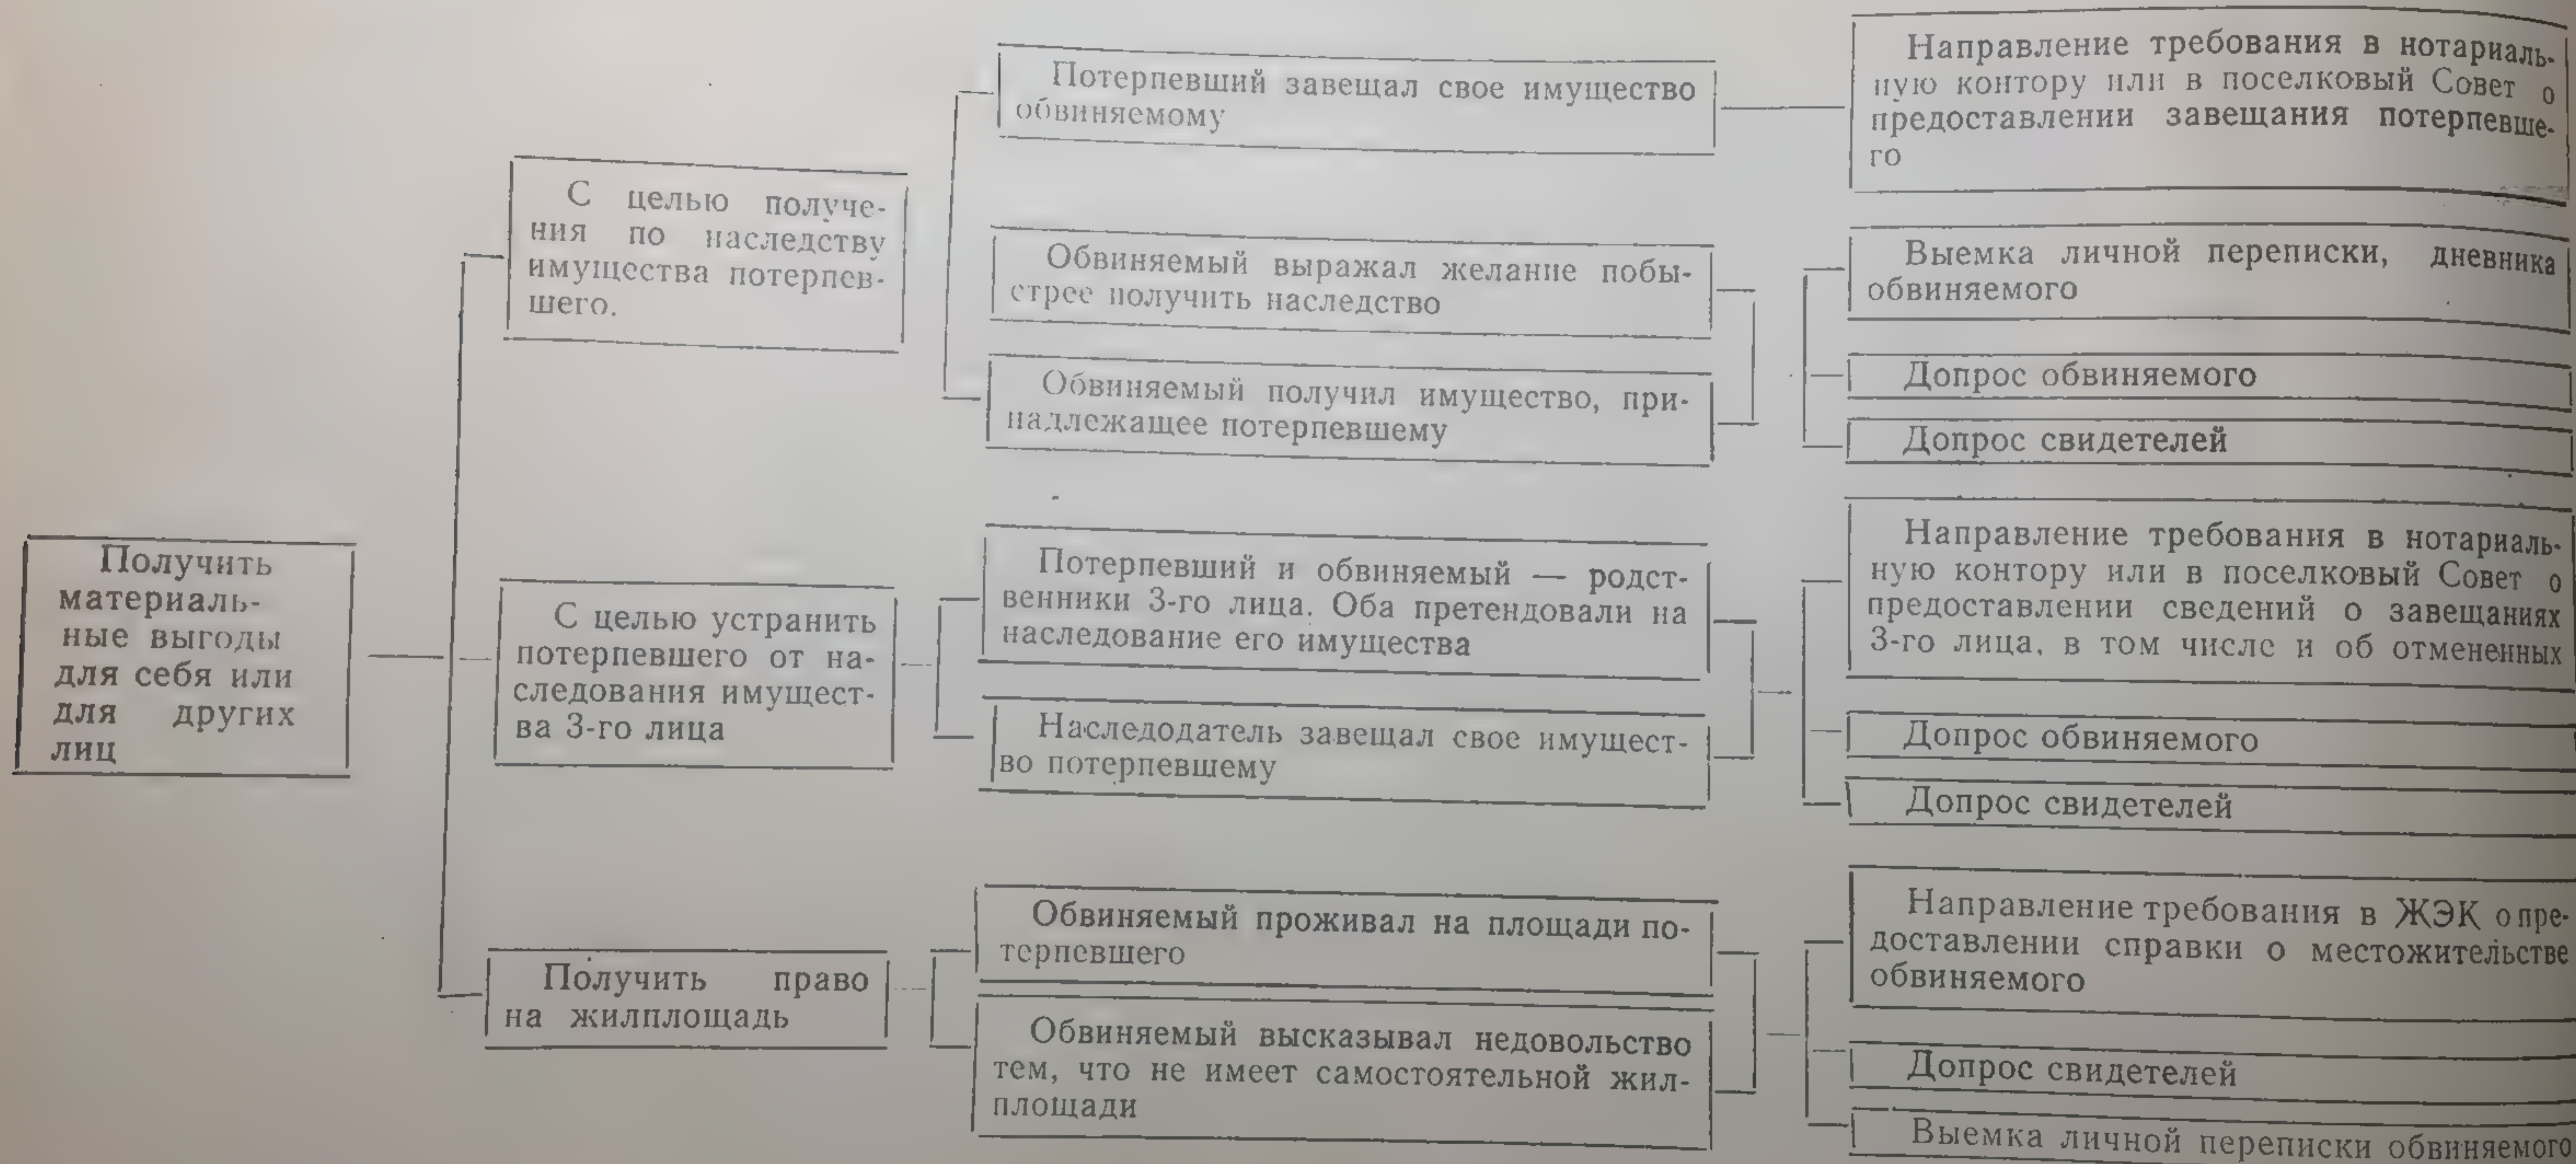 Получить
материаль-
ные выгоды
для себя или
для других
лиц
С целью получе-
ния по наследству
имущества потерпев-
шего.
С целью устранить
потерпевшего от на-
следования имущест-
ва 3-го лица
Получить право
на жилплощадь
Потерпевший завещал свое имущество
обвиняемому
Обвиняемый выражал желание побы-
стрее получить наследство
Обвиняемый получил имущество, при-
надлежащее потерпевшему
Потерпевший и обвиняемый — родст-
венники 3-го лица. Оба претендовали на
наследование его имущества
Наследодатель завещал свое имущест-
во потерпевшему
Обвиняемый проживал на площади по-
терпевшего
Обвиняемый высказывал недовольство
тем, что не имеет самостоятельной жил-
площади
Направление требования в нотариаль-
ную контору или в поселковый Совет о
предоставлении завещания потерпевше-
го
Выемка личной переписки, дневника
обвиняемого
Допрос обвиняемого
Допрос свидетелей
Направление требования в нотариаль-
ную контору или в поселковый Совет о
предоставлении сведений о завещаниях
3-го лица, в том числе и об отмененных
Допрос обвиняемого
Допрос свидетелей
Направление требования в ЖЭК о пре-
доставлении справки о местожительстве
обвиняемого
Допрос свидетелей
Выемка личной переписки обвиняемого